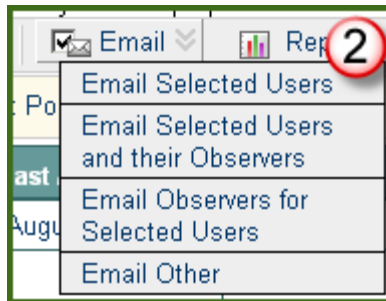 Email Rep 2
Email Selected Users
: Po
Email Selected Users
and their Observers
ast
Email Observers for
Augu
Selected Users
Email Other